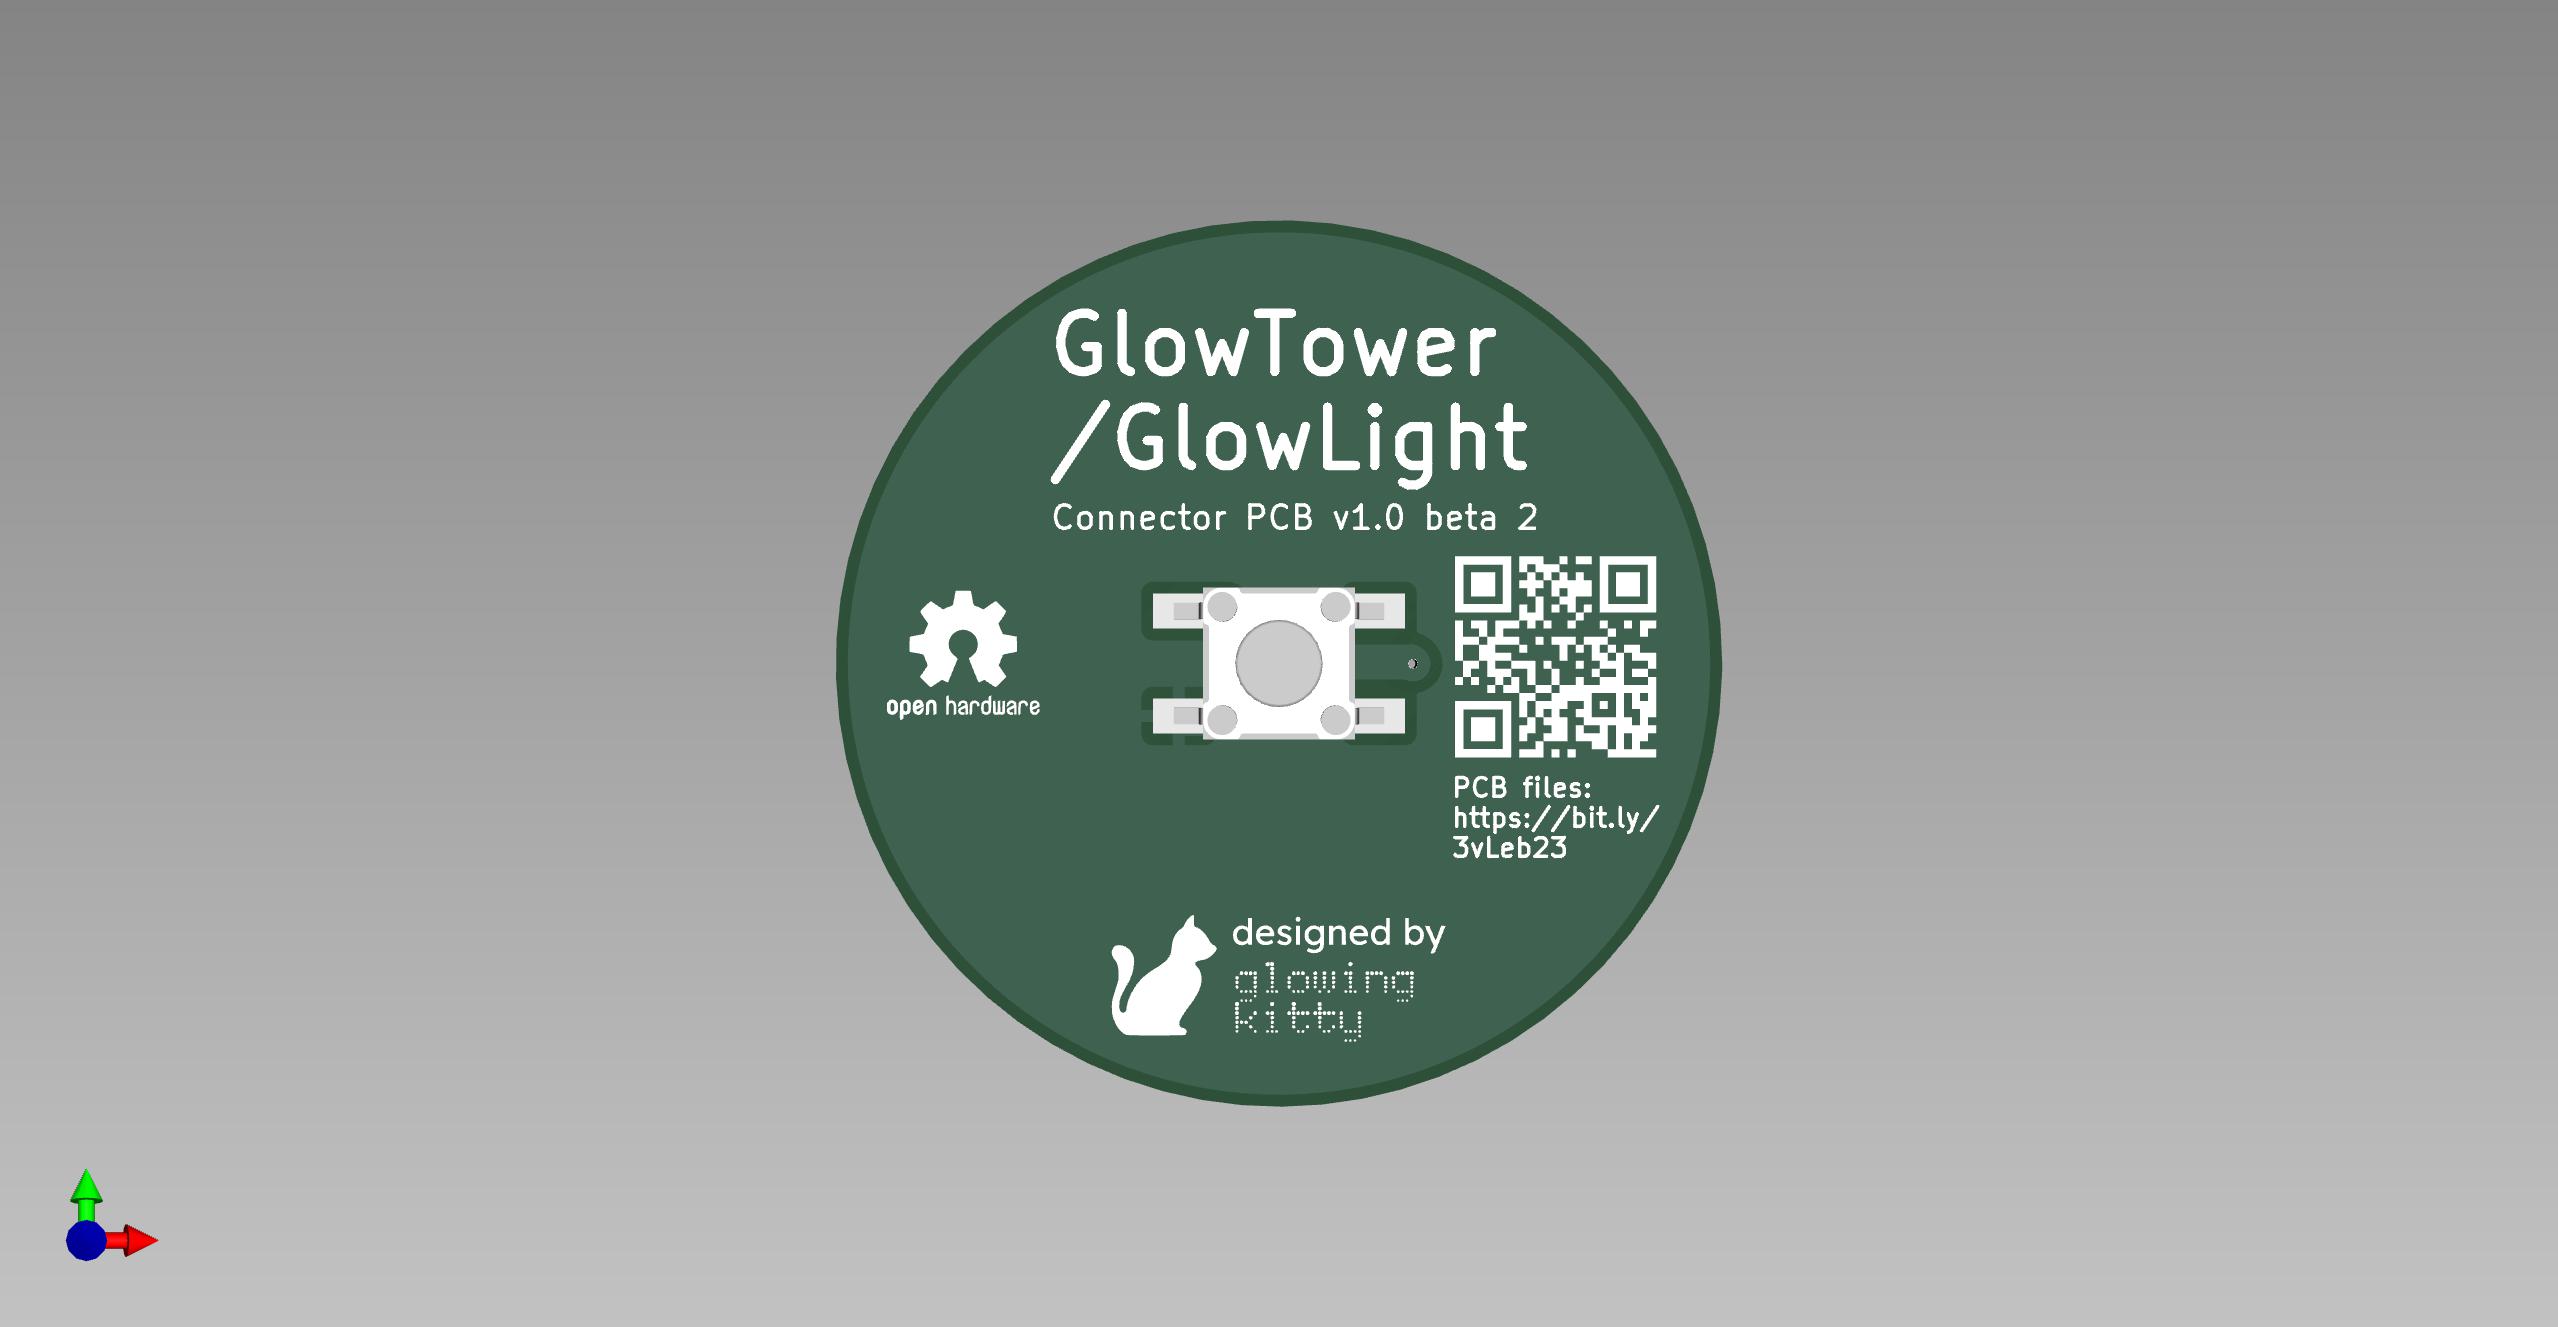 GlowTower
/GlowLight
Connector PCB v1.0 beta 2
open hardware
PCB files:
https://bit.ly/
3vLeb23
designed by
glowing
kitty